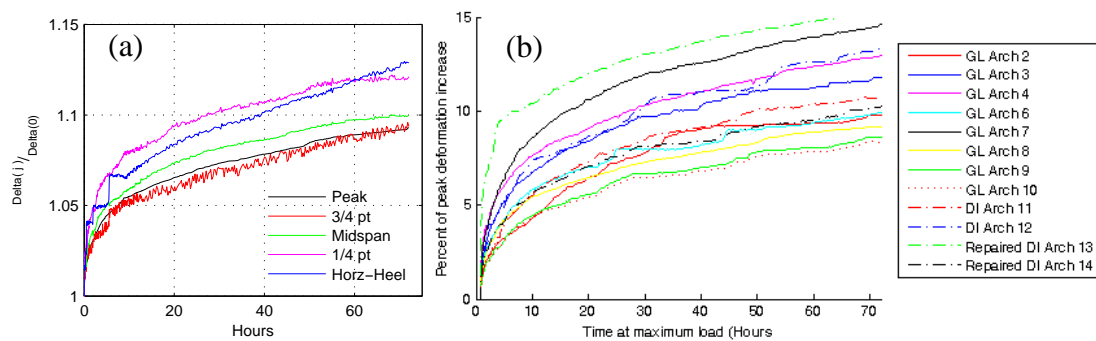 (a)
Delta(i)/Delta(0)
1.15
1.1
1.05
1
0
20
40
60
Hours
Peak
3/4 pt
Midspan
1/4 pt
Horz-Heel
(b)
Percent of peak deformation increase
15
10
5
0
0
10
20
30
40
50
60
70
Time at maximum load (Hours
GL Arch 2
GL Arch 3
GL Arch 4
GL Arch 6
GL Arch 7
GL Arch 8
GL Arch 9
GL Arch 10
DI Arch 11
DI Arch 12
Repaired DI Arch 13
Repaired DI Arch 14